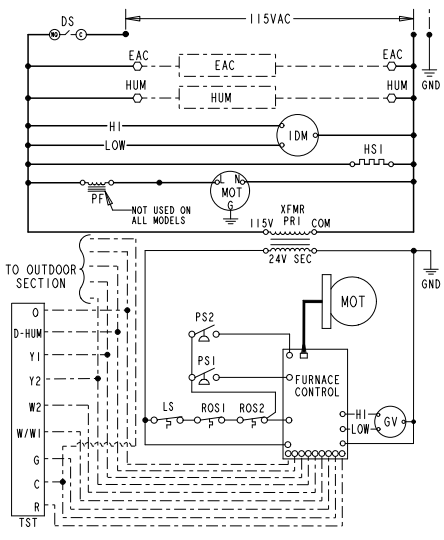 DS
115VAC
NO
C
EAC
EAC
EAC
HUM
HUM
HUM
GND
HI
LOW
IDM
HSI
L N
MOT
G
PF
NOT USED ON
ALL MODELS
XFMR
PRI
115V
COM
24V SEC
TO OUTDOOR
SECTION
GND
MOT
O
D-HUM
Y1
Y2
W2
W/W1
G
C
R
TST
PS2
PS1
LS
ROS1
ROS2
FURNACE
CONTROL
HI
LOW
GV